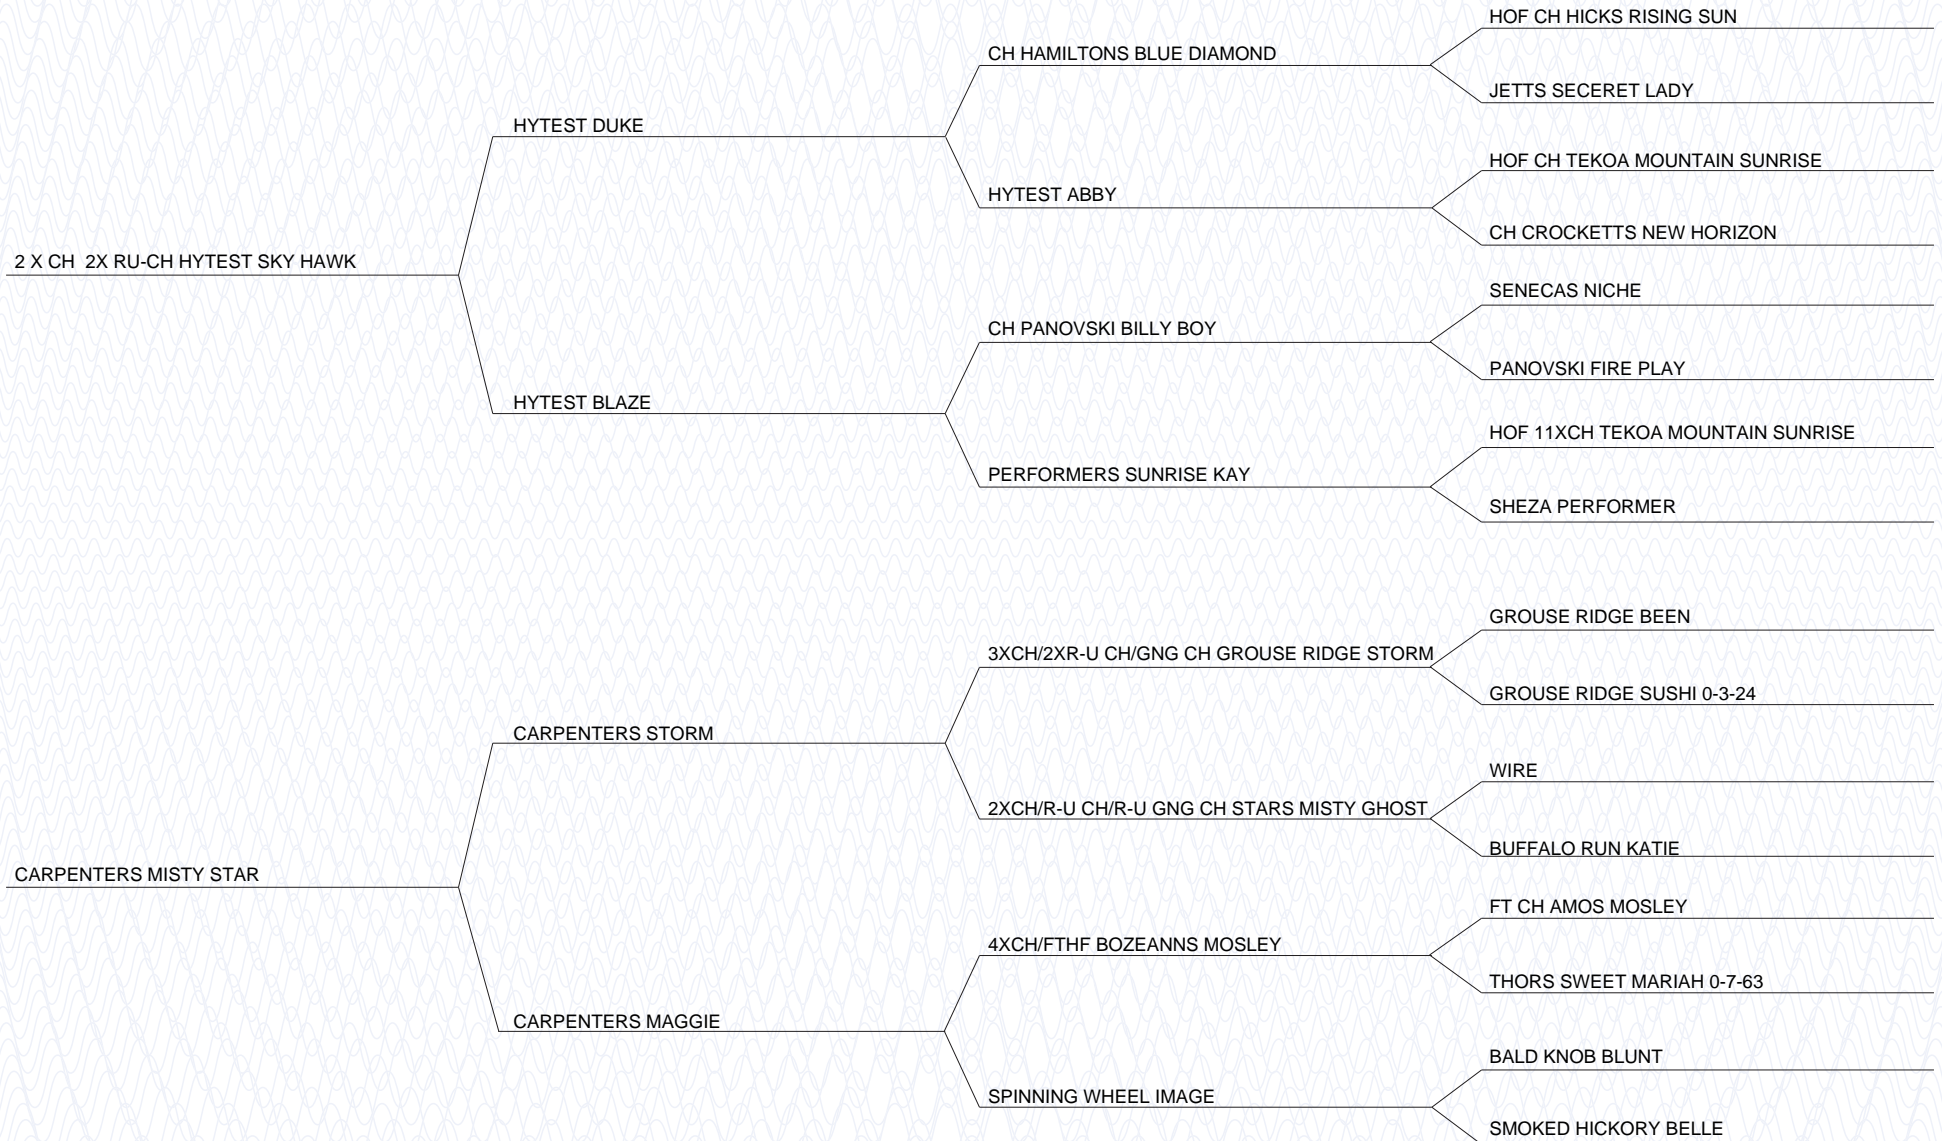 HOF CH HICKS RISING SUN
CH HAMILTONS BLUE DIAMOND
JETTS SECERET LADY
HYTEST DUKE
HOF CH TEKOA MOUNTAIN SUNRISE
HYTEST ABBY
CH CROCKETTS NEW HORIZON
2 X CH  2X RU-CH HYTEST SKY HAWK
SENECAS NICHE
CH PANOVSKI BILLY BOY
PANOVSKI FIRE PLAY
HYTEST BLAZE
HOF 11XCH TEKOA MOUNTAIN SUNRISE
PERFORMERS SUNRISE KAY
SHEZA PERFORMER
GROUSE RIDGE BEEN
3XCH/2XR-U CH/GNG CH GROUSE RIDGE STORM
GROUSE RIDGE SUSHI 0-3-24
CARPENTERS STORM
WIRE
2XCH/R-U CH/R-U GNG CH STARS MISTY GHOST
BUFFALO RUN KATIE
CARPENTERS MISTY STAR
FT CH AMOS MOSLEY
4XCH/FTHF BOZEANNS MOSLEY
THORS SWEET MARIAH 0-7-63
CARPENTERS MAGGIE
BALD KNOB BLUNT
SPINNING WHEEL IMAGE
SMOKED HICKORY BELLE